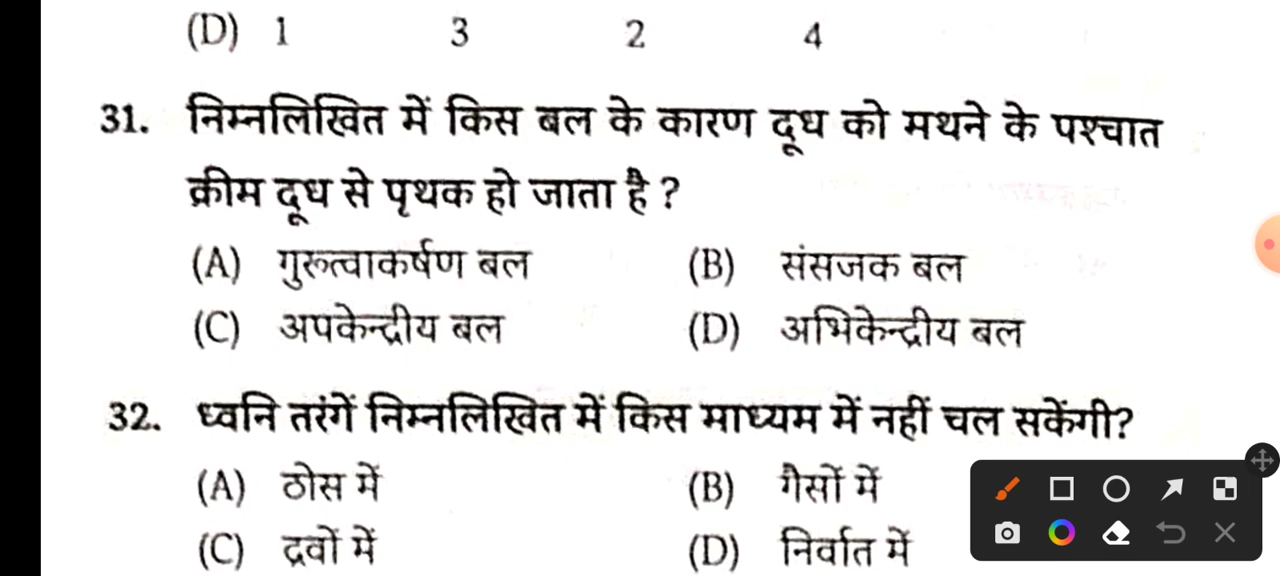 (D) 1 3 2 4
31. निम्नलिखित में किस बल के कारण दूध को मथने के पश्चात
क्रीम दूध से पृथक हो जाता है ?
(A) गुरूत्वाकर्षण बल (B) संसजक बल
(C) अपकेन्द्रीय बल (D) अभिकेन्द्रीय बल
32. ध्वनि तरंगें निम्नलिखित में किस माध्यम में नहीं चल सकेंगी?
(A) ठोस में (B) गैसों में
(C) द्रवों में (D) निर्वात में